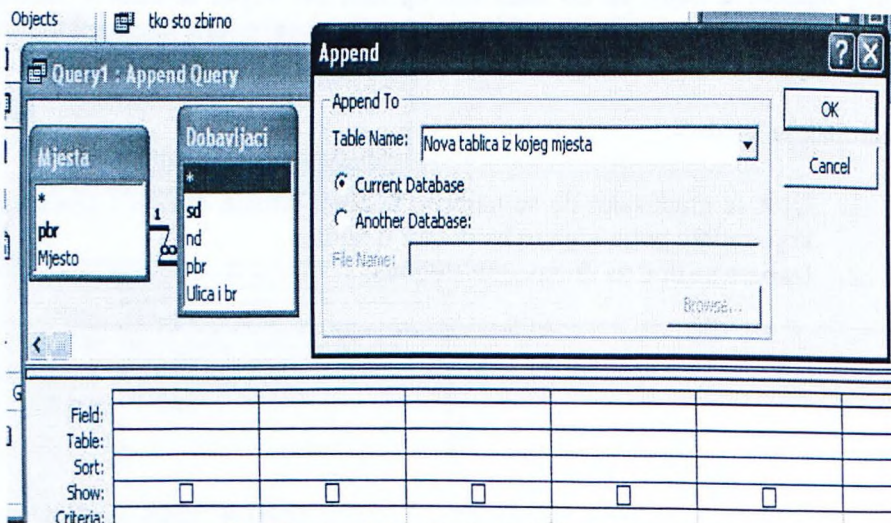 Objects
tko sto zbirno
Query1 : Append Query
Mjesta
*
pbr
Mjesto
1
∞
Dobavljaci
*
sd
nd
pbr
Ulica i br
Append
Append To
Table Name: Nova tablica iz kojeg mjesta
Current Database
Another Database:
File Name:
Browse...
OK
Cancel
G
Field:
Table:
Sort:
Show:
Criteria: